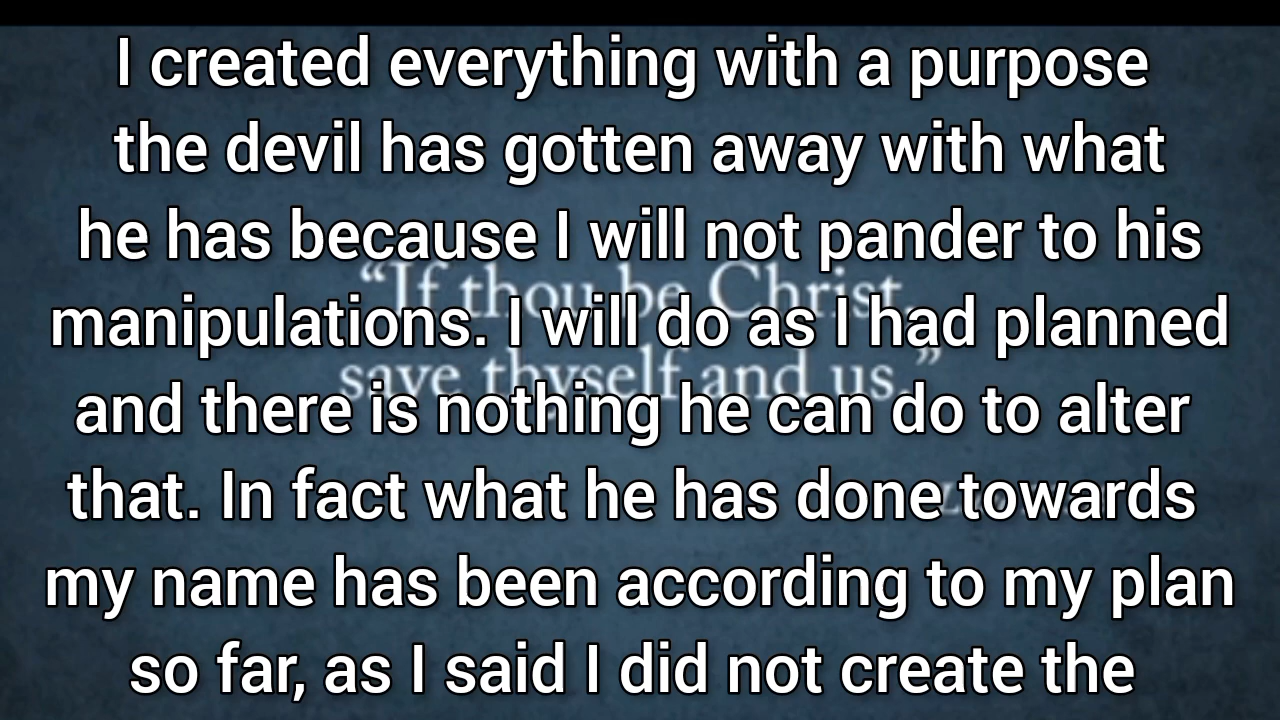 I created everything with a purpose
the devil has gotten away with what
he has because I will not pander to his
“If thou be Christ,
manipulations. I will do as I had planned
save thyself and us.”
and there is nothing he can do to alter
that. In fact what he has done towards
my name has been according to my plan
so far, as I said I did not create the